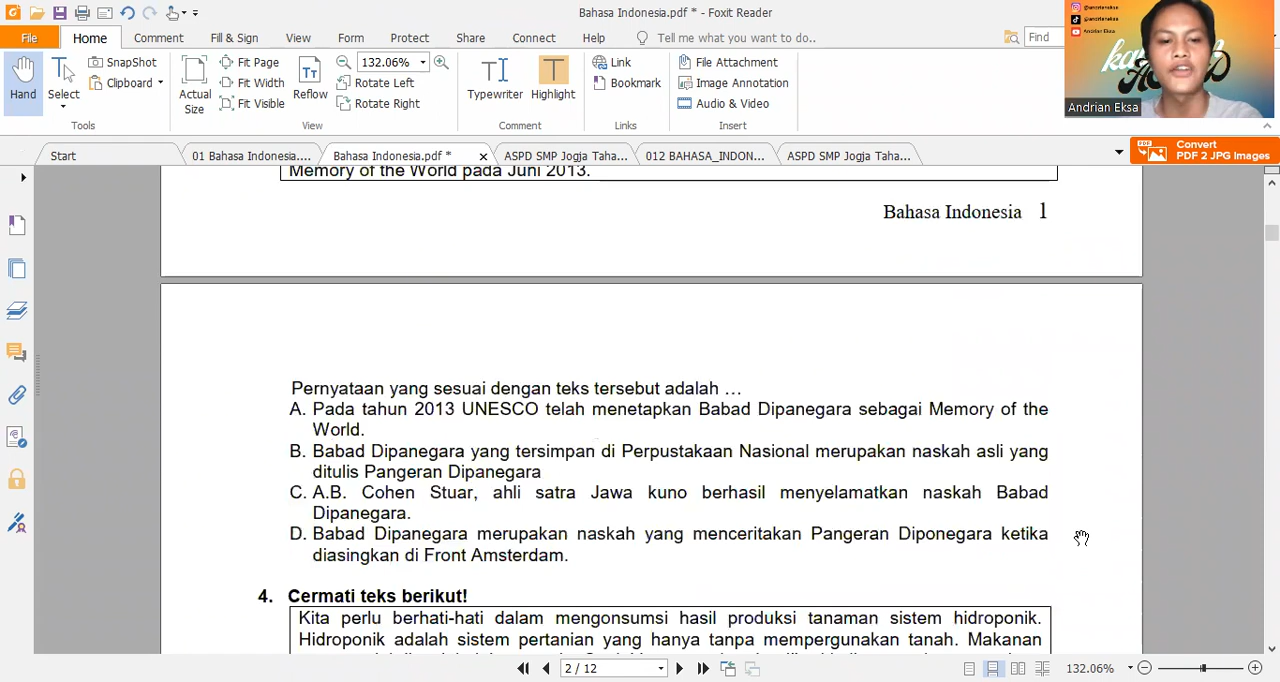 Bahasa Indonesia.pdf * - Foxit Reader
File Home Comment Fill & Sign View Form Protect Share Connect Help Tell me what you want to do.. Find
@andrianeksa
@andrianeksa
Andrian Eksa
Andrian Eksa
Hand
Select
SnapShot
Clipboard
Tools
Actual Size
Fit Page
Fit Width
Fit Visible
Reflow
132.06%
Rotate Left
Rotate Right
View
Typewriter
Highlight
Comment
Link
Bookmark
Links
File Attachment
Image Annotation
Audio & Video
Insert
Start 01 Bahasa Indonesia.... Bahasa Indonesia.pdf * ASPD SMP Jogja Taha... 012 BAHASA_INDON... ASPD SMP Jogja Taha...
Convert
PDF 2 JPG Images
Memory of the World pada Juni 2013.
Bahasa Indonesia 1
Pernyataan yang sesuai dengan teks tersebut adalah …
A. Pada tahun 2013 UNESCO telah menetapkan Babad Dipanegara sebagai Memory of the
World.
B. Babad Dipanegara yang tersimpan di Perpustakaan Nasional merupakan naskah asli yang
ditulis Pangeran Dipanegara
C. A.B. Cohen Stuar, ahli satra Jawa kuno berhasil menyelamatkan naskah Babad
Dipanegara.
D. Babad Dipanegara merupakan naskah yang menceritakan Pangeran Diponegara ketika
diasingkan di Front Amsterdam.
4. Cermati teks berikut!
Kita perlu berhati-hati dalam mengonsumsi hasil produksi tanaman sistem hidroponik.
Hidroponik adalah sistem pertanian yang hanya tanpa mempergunakan tanah. Makanan
2 / 12
132.06%